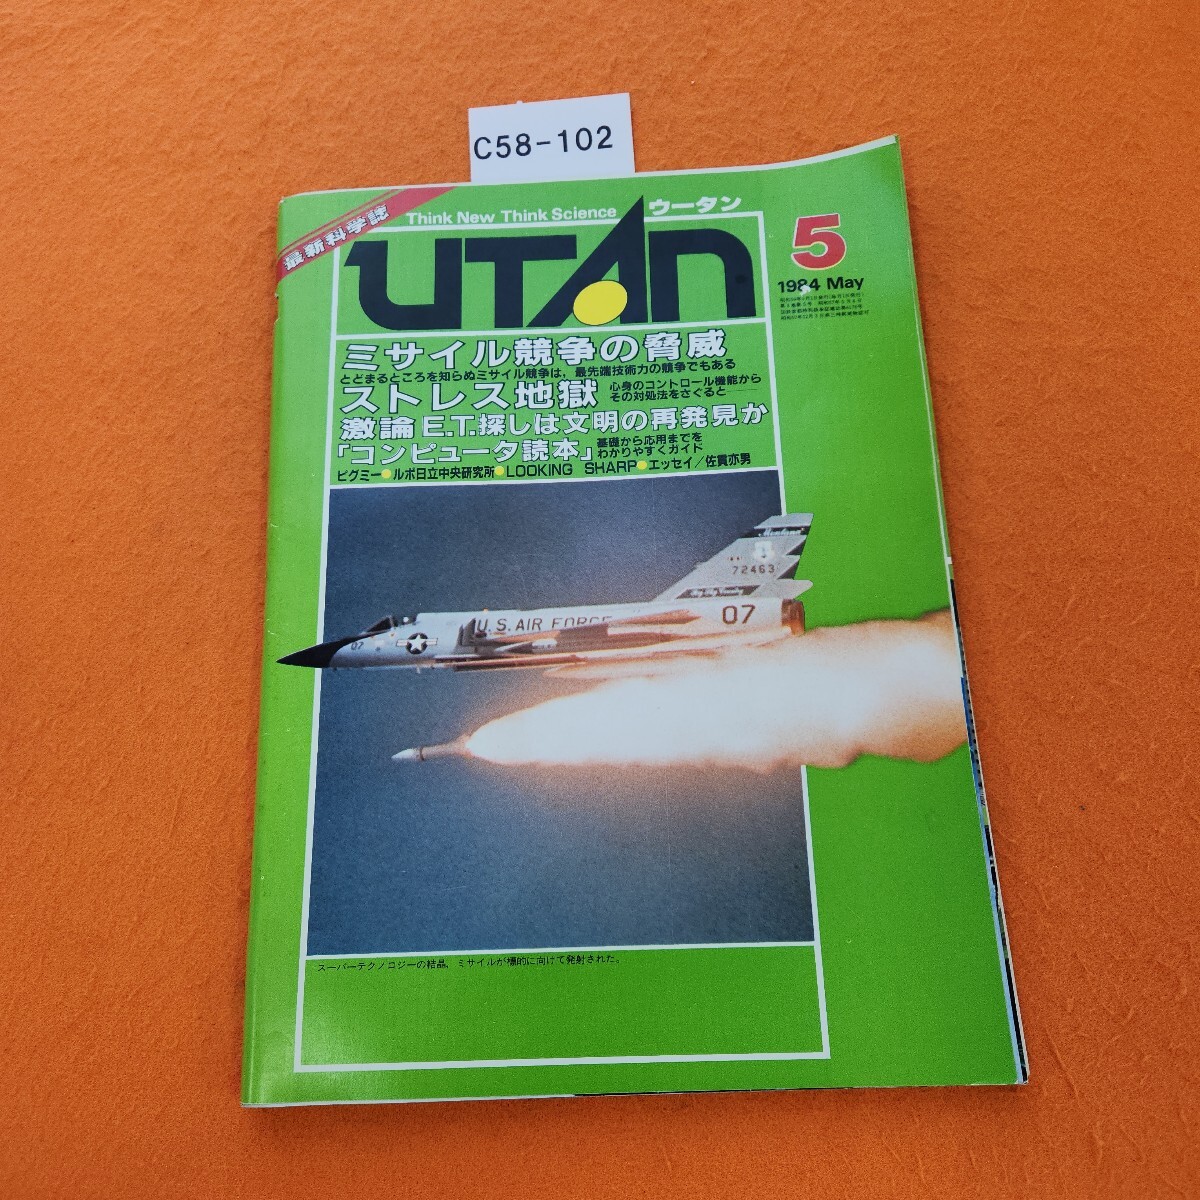 C58-102
最新科学誌
Think New Think Science
ウータン
UTAN
5
1984 May
ミサイル競争の脅威
とどまるところを知らぬミサイル競争は、最先端技術力の競争でもある
ストレス地獄
心身のコントロール機能から
その対処法をさぐると――
激論E.T.探しは文明の再発見か
「コンピュータ読本」
基礎から応用までを
わかりやすくガイド
ピグミー●ルポ日立中央研究所●LOOKING SHARP●エッセイ/佐貫亦男
Montana
72463
07
U.S. AIR FORCE
07
スーパーテクノロジーの結晶、ミサイルが標的に向けて発射された。